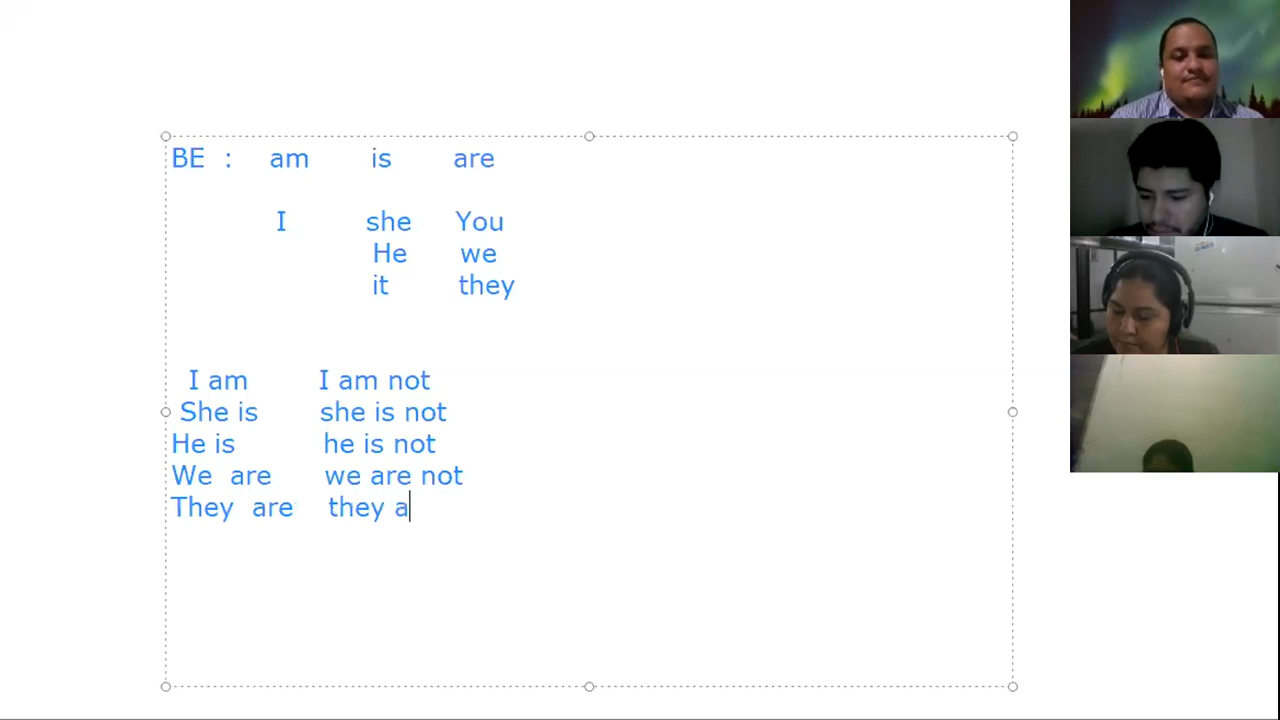 BE : am is are
I she You
He we
it they
I am I am not
She is she is not
He is he is not
We are we are not
They are they a